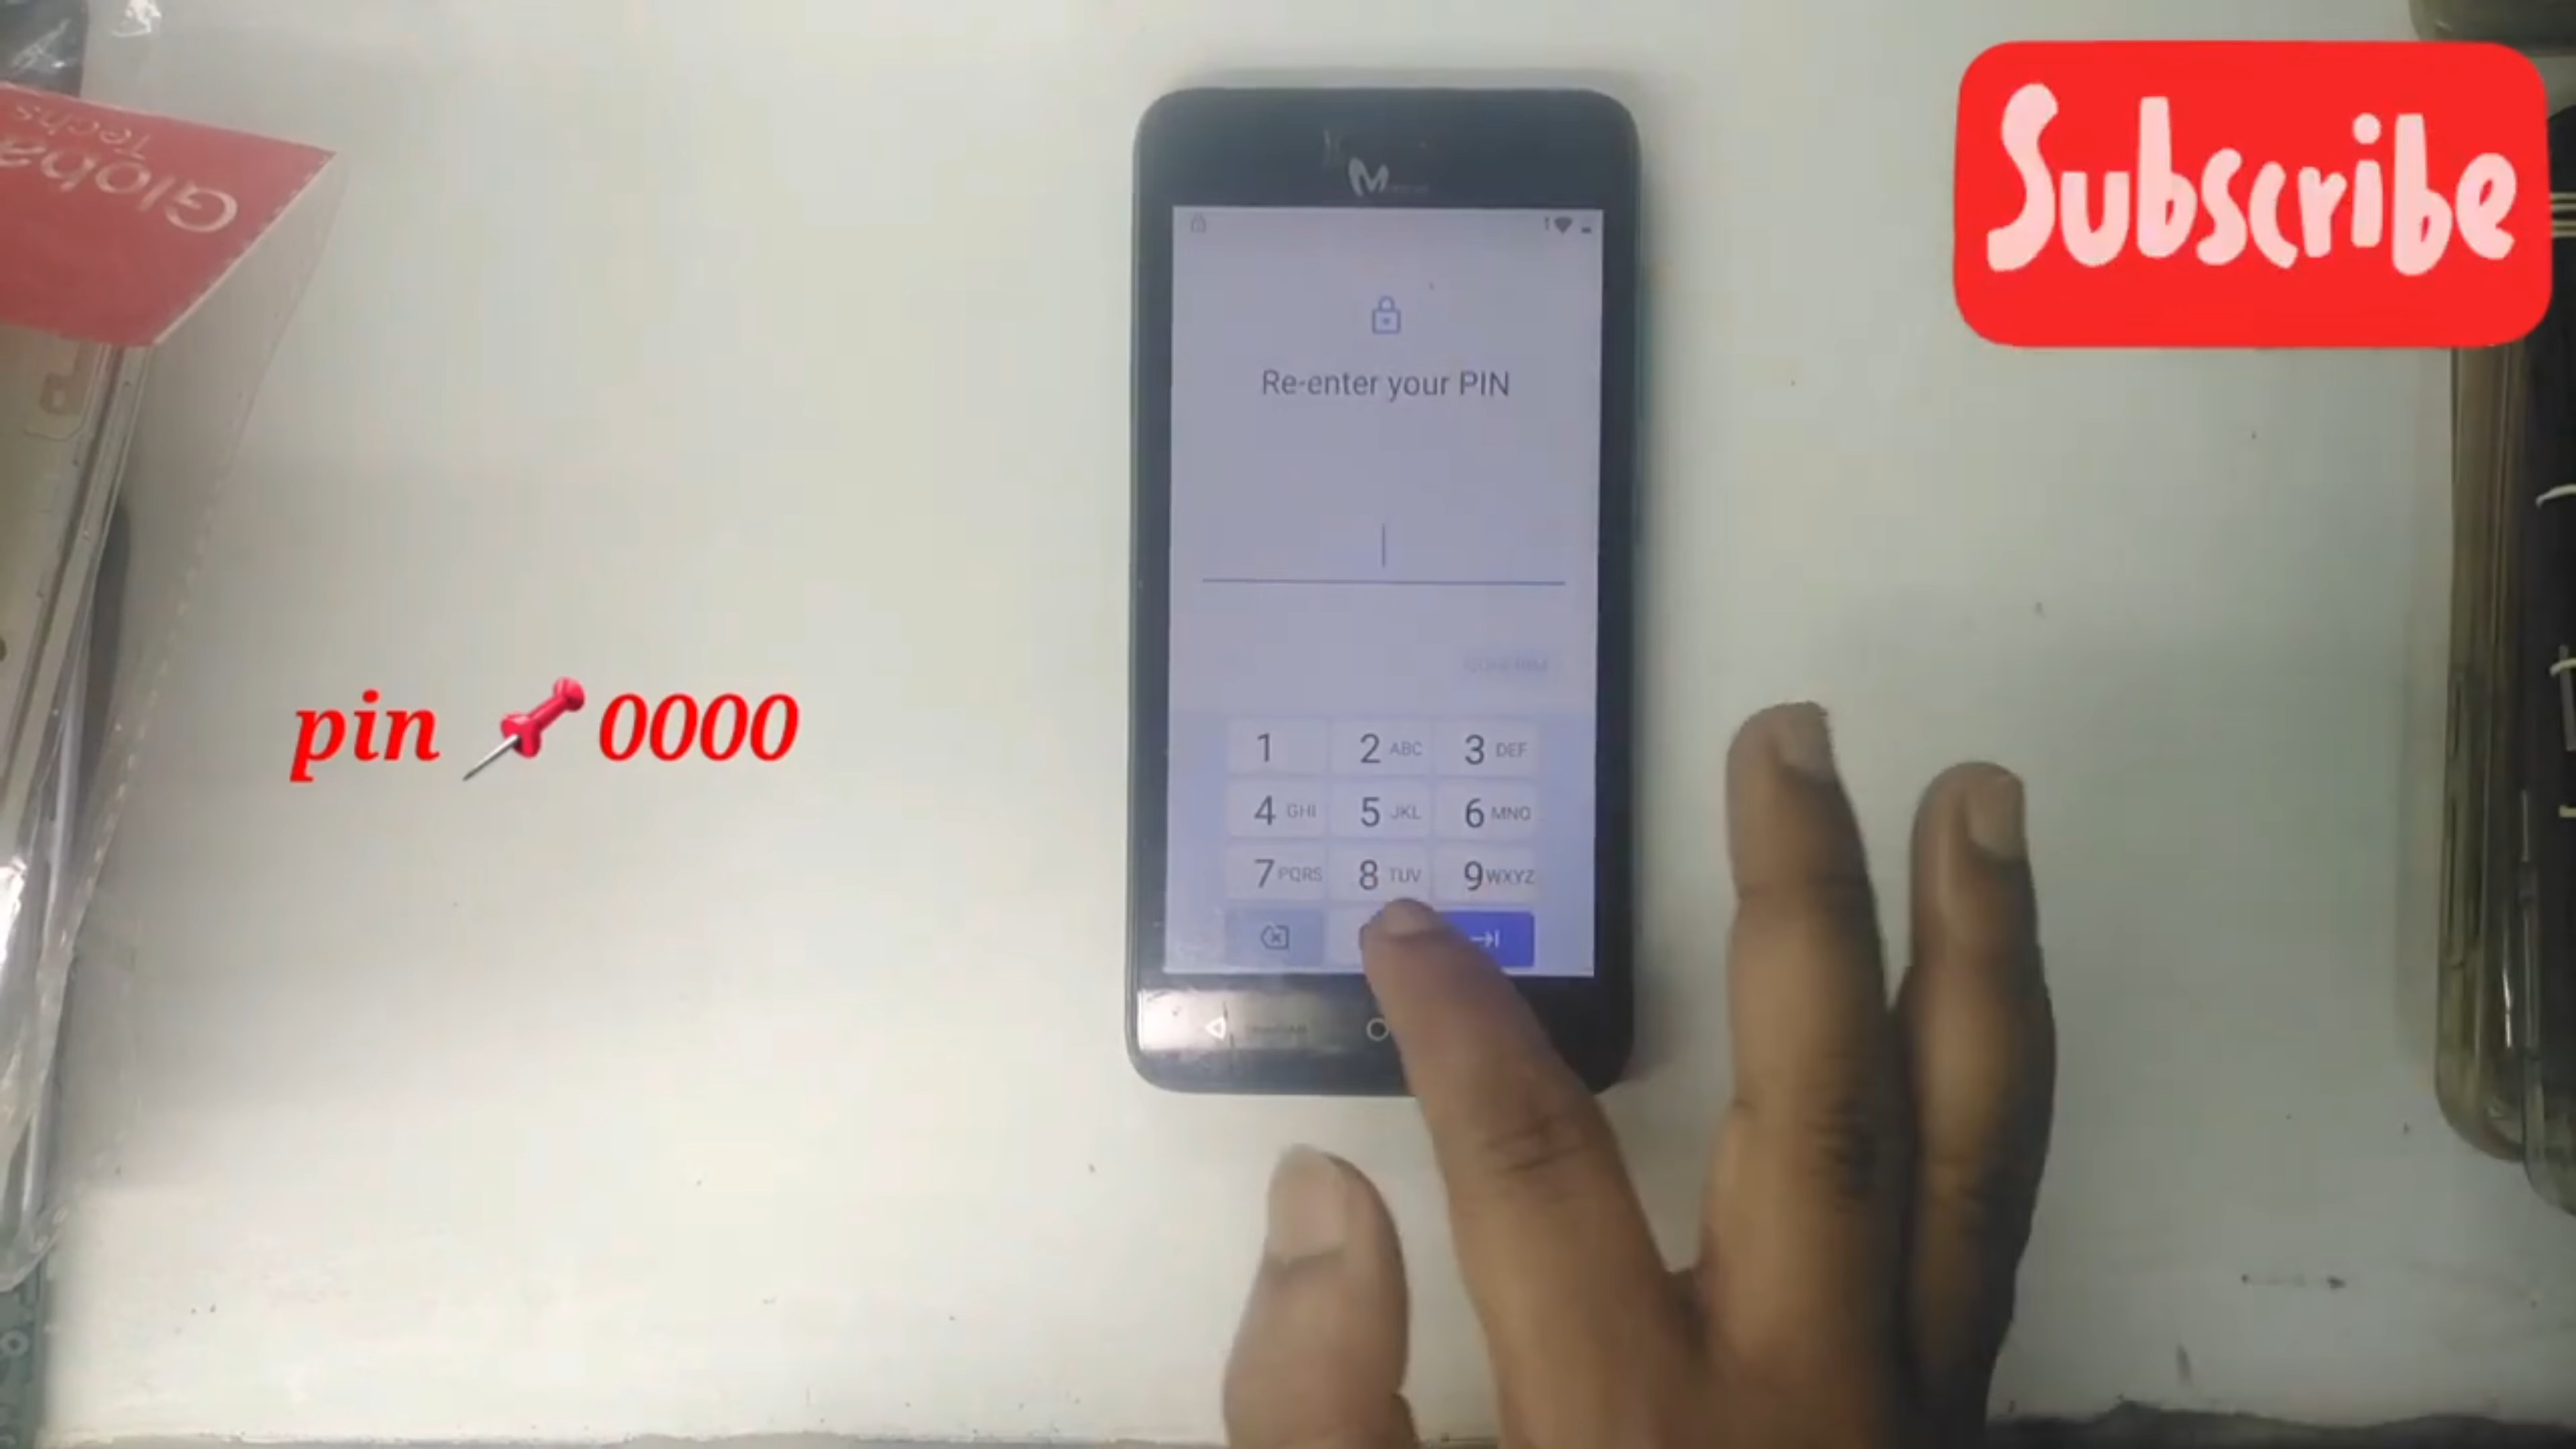 Subscribe
Globa
Techs
M
Re-enter your PIN
CONFIRM
pin 📌 0000
1
2 ABC
3 DEF
4 GHI
5 JKL
6 MNO
7 PQRS
8 TUV
9 WXYZ